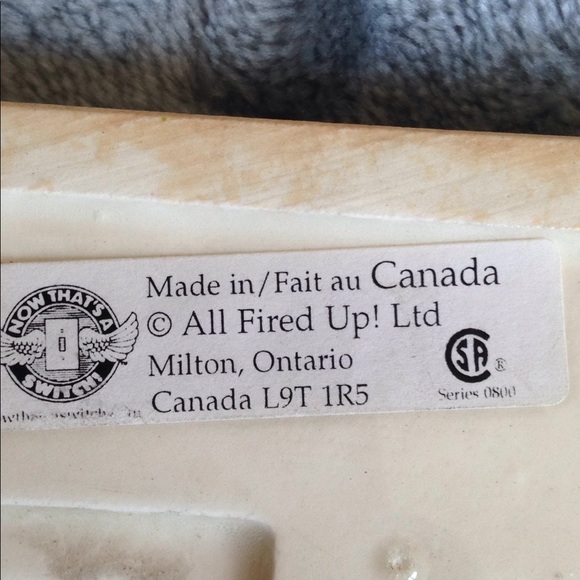 NOW THAT'S A
SWITCH!
Made in/Fait au Canada
© All Fired Up! Ltd
Milton, Ontario
Canada L9T 1R5
SA ®
Series 0800